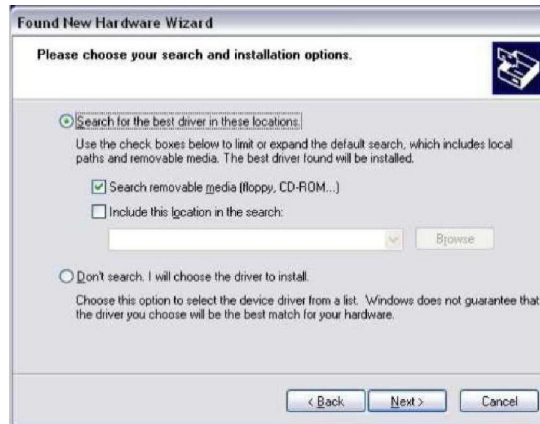 Found New Hardware Wizard
Please choose your search and installation options.
Search for the best driver in these locations.
Use the check boxes below to limit or expand the default search, which includes local
paths and removable media. The best driver found will be installed.
Search removable media (floppy, CD-ROM...)
Include this location in the search:
Browse
Don't search. I will choose the driver to install.
Choose this option to select the device driver from a list. Windows does not guarantee that
the driver you choose will be the best match for your hardware.
< Back
Next >
Cancel